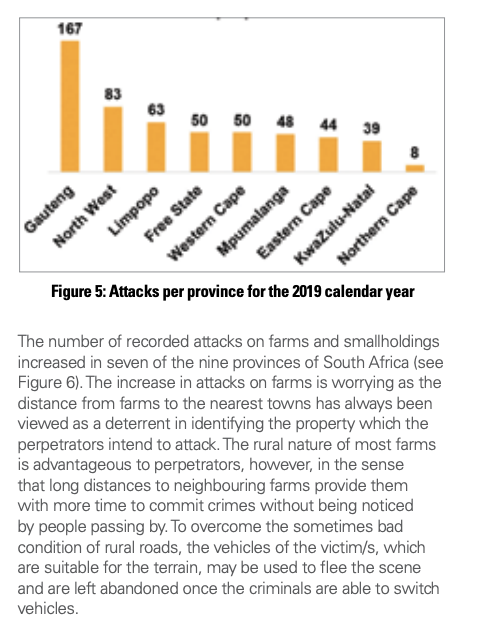 167
83
63
50
50
48
44
39
8
Gauteng
North West
Limpopo
Free State
Western Cape
Mpumalanga
Eastern Cape
KwaZulu-Natal
Northern Cape
Figure 5: Attacks per province for the 2019 calendar year
The number of recorded attacks on farms and smallholdings
increased in seven of the nine provinces of South Africa (see
Figure 6). The increase in attacks on farms is worrying as the
distance from farms to the nearest towns has always been
viewed as a deterrent in identifying the property which the
perpetrators intend to attack. The rural nature of most farms
is advantageous to perpetrators, however, in the sense
that long distances to neighbouring farms provide them
with more time to commit crimes without being noticed
by people passing by. To overcome the sometimes bad
condition of rural roads, the vehicles of the victim/s, which
are suitable for the terrain, may be used to flee the scene
and are left abandoned once the criminals are able to switch
vehicles.